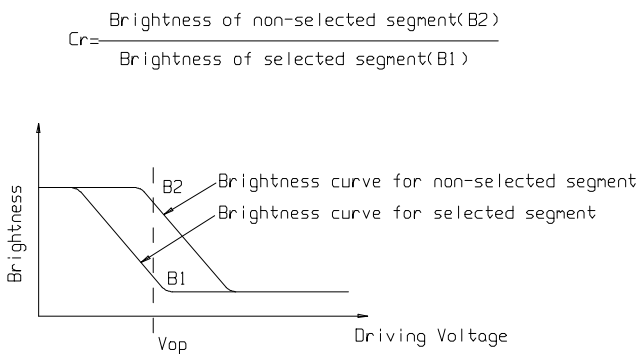 Brightness of non-selected segment(B2)
Cr=
Brightness of selected segment(B1)
B2
Brightness curve for non-selected segment
Brightness curve for selected segment
Brightness
B1
Driving Voltage
Vop